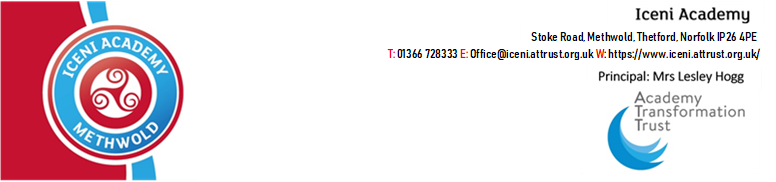 ICENI ACADEMY
METHWOLD
Iceni Academy
Stoke Road, Methwold, Thetford, Norfolk IP26 4PE
T: 01366 728333 E: Office@iceni.attrust.org.uk W: https://www.iceni.attrust.org.uk/
Principal: Mrs Lesley Hogg
Academy
Transformation
Trust